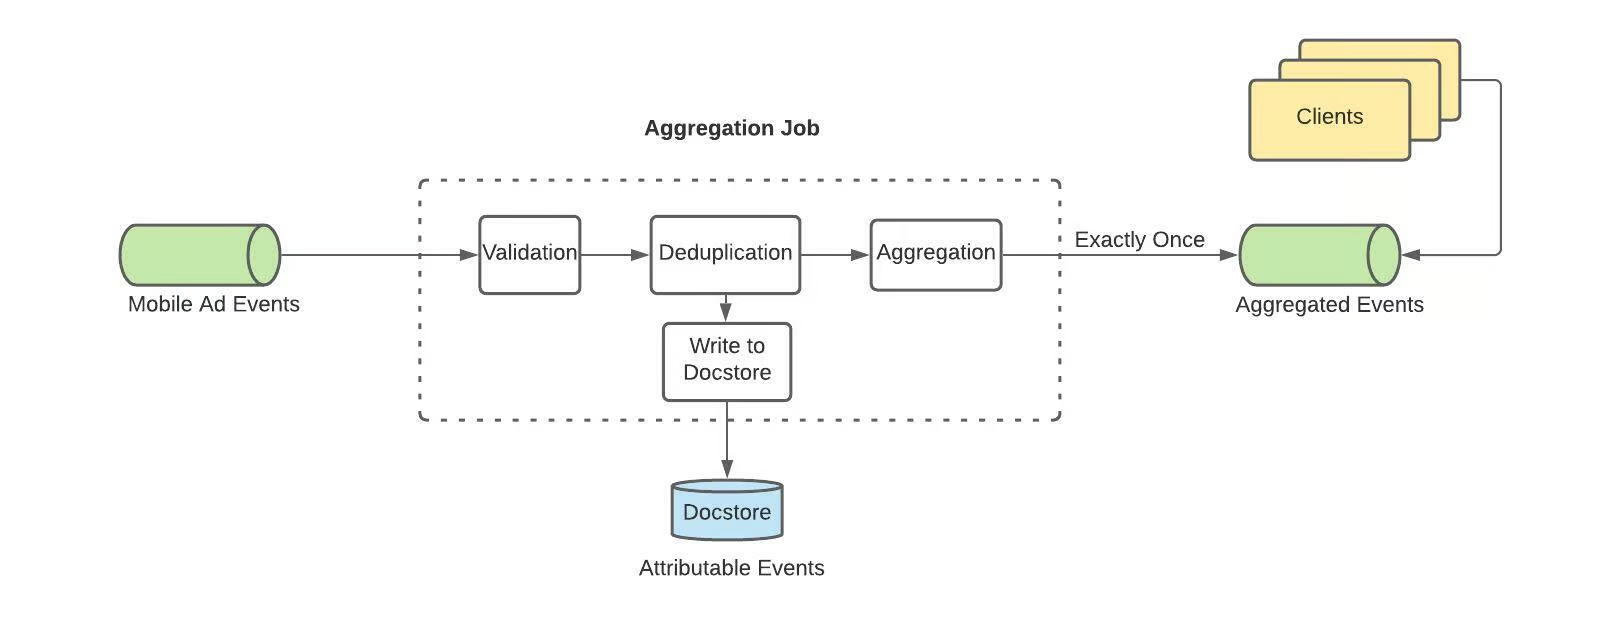 Clients
Aggregation Job
Mobile Ad Events
Validation
Deduplication
Aggregation
Exactly Once
Aggregated Events
Write to
Docstore
Docstore
Attributable Events